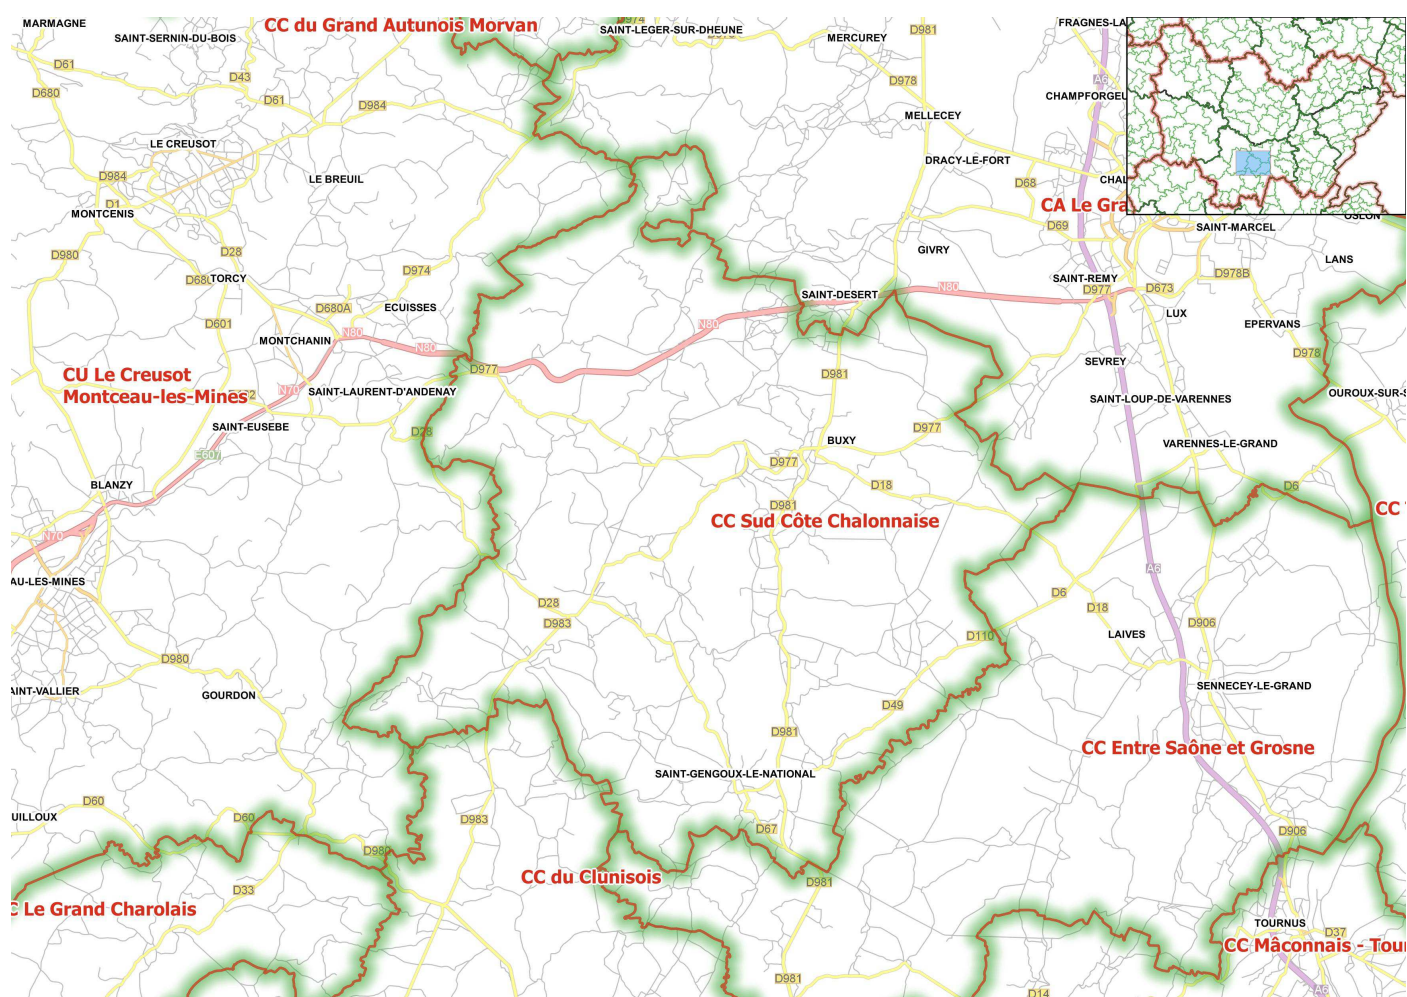 MARMAGNE
CC du Grand Autunois Morvan
D974
SAINT-LEGER-SUR-DHEUNE
D981
FRAGNES-LA
SAINT-SERNIN-DU-BOIS
MERCUREY
D61
D43
D978
A6
D680
D61
D984
CHAMPFORGEU
MELLECEY
LE CREUSOT
DRACY-LE-FORT
D984
LE BREUIL
D68
CHAL
D1
MONTCENIS
CA Le Gra
OSLON
D69
SAINT-MARCEL
D980
D28
GIVRY
LANS
D974
D680
TORCY
SAINT-REMY
D978B
D977
D673
N80
SAINT-DESERT
D680A
ECUISSES
LUX
D601
N80
EPERVANS
MONTCHANIN
N80
N80
D978
SEVREY
CU Le Creusot
Montceau-les-Mines
D977
D981
N70
SAINT-LAURENT-D'ANDENAY
OUROUX-SUR-S
SAINT-LOUP-DE-VARENNES
SAINT-EUSEBE
D28
D977
BUXY
VARENNES-LE-GRAND
E607
D977
BLANZY
D18
D6
D981
CC Sud Côte Chalonnaise
CC
N70
A6
AU-LES-MINES
D28
D6
D18
D983
D906
D110
LAIVES
D980
AINT-VALLIER
GOURDON
SENNECEY-LE-GRAND
D49
D981
CC Entre Saône et Grosne
SAINT-GENGOUX-LE-NATIONAL
D60
UILLOUX
D60
D983
D67
D906
D980
CC du Clunisois
D981
D33
C Le Grand Charolais
TOURNUS
D37
CC Mâconnais - Tour
D981
D14
A6